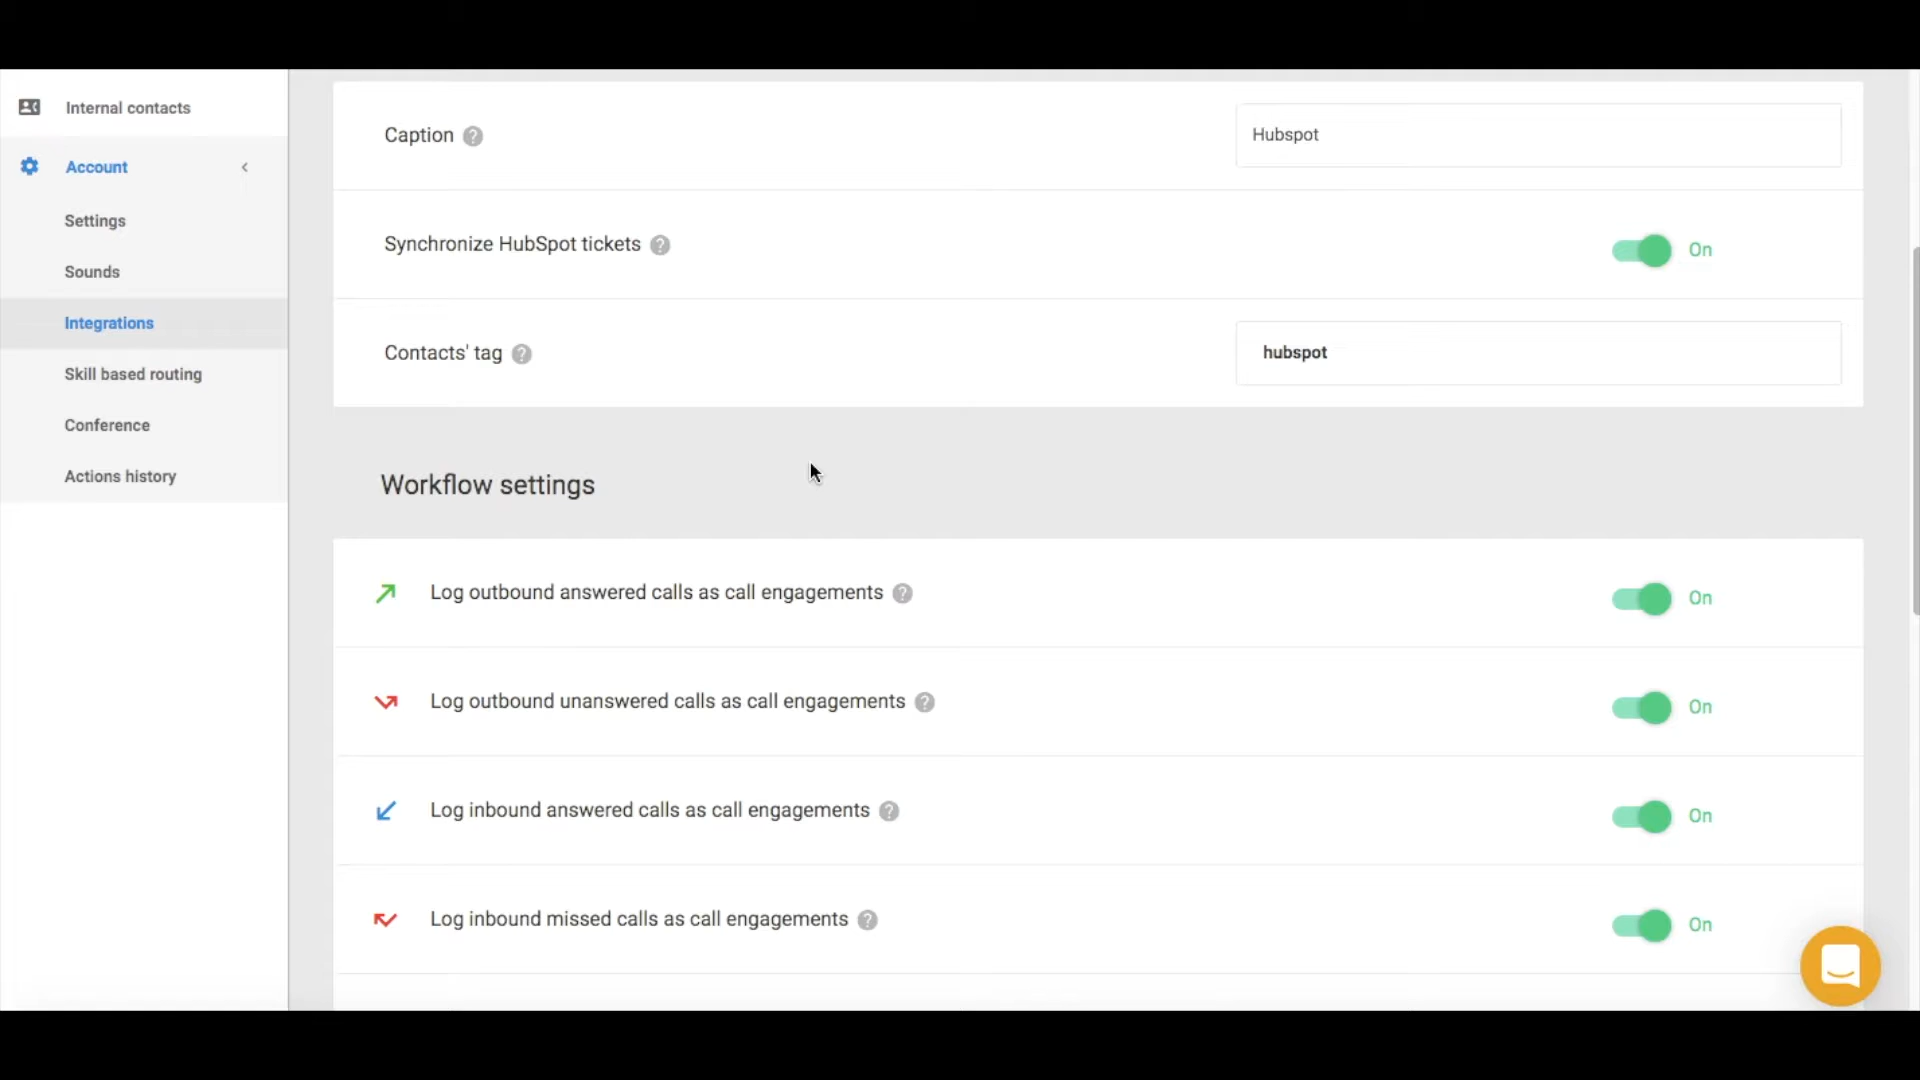 Internal contacts
Account
Settings
Sounds
Integrations
Skill based routing
Conference
Actions history
Caption ?
Hubspot
Synchronize HubSpot tickets ?
On
Contacts' tag ?
hubspot
Workflow settings
Log outbound answered calls as call engagements ?
On
Log outbound unanswered calls as call engagements ?
On
Log inbound answered calls as call engagements ?
On
Log inbound missed calls as call engagements ?
On